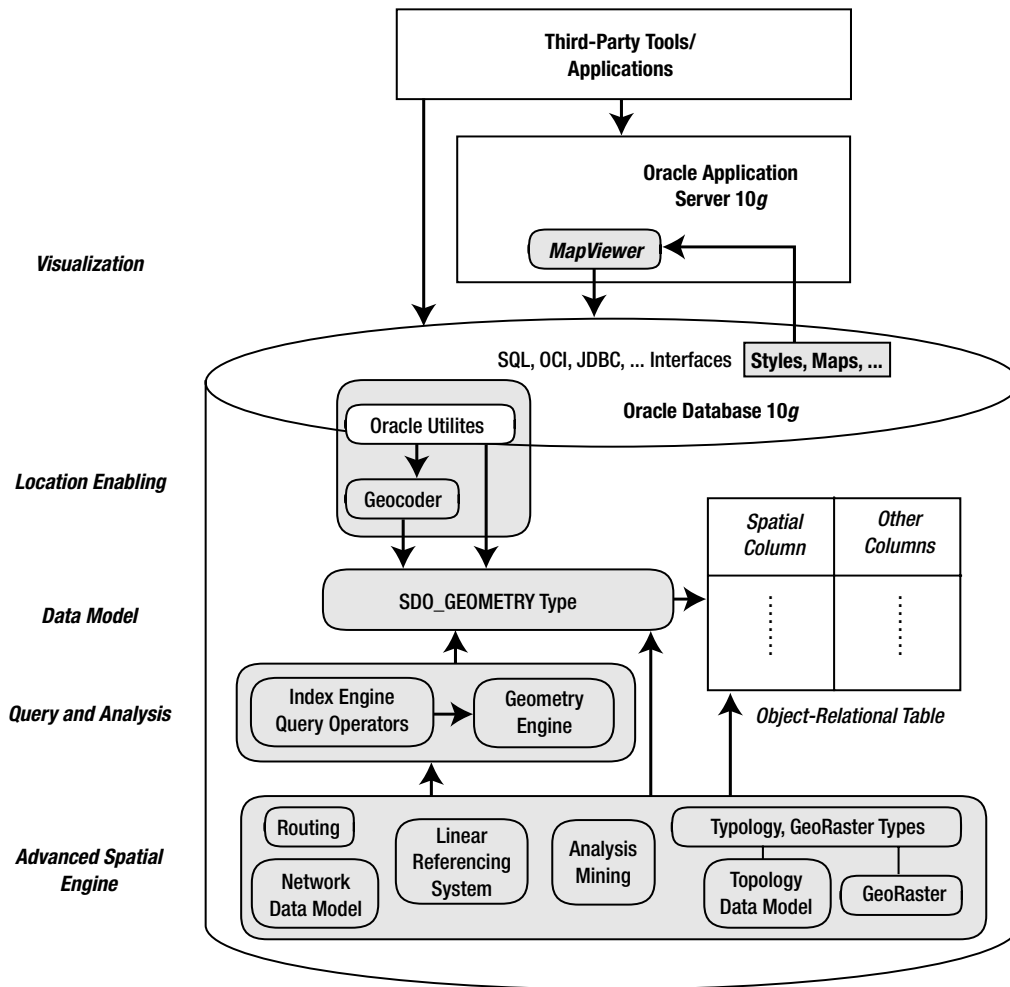 Third-Party Tools/
Applications
Oracle Application
Server 10g
MapViewer
Visualization
SQL, OCI, JDBC, ... Interfaces
Styles, Maps, ...
Oracle Database 10g
Oracle Utilites
Location Enabling
Geocoder
Spatial
Column
Other
Columns
Data Model
SDO_GEOMETRY Type
Query and Analysis
Index Engine
Query Operators
Geometry
Engine
Object-Relational Table
Advanced Spatial
Engine
Routing
Network
Data Model
Linear
Referencing
System
Analysis
Mining
Typology, GeoRaster Types
Topology
Data Model
GeoRaster